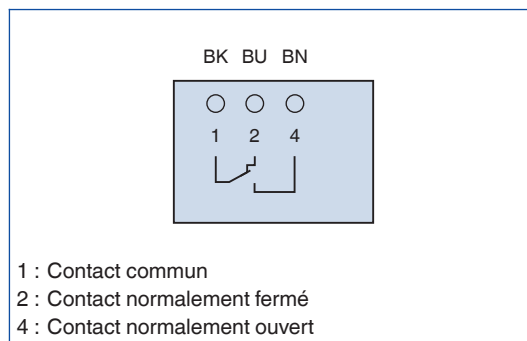 BK BU BN
1 2 4
1 : Contact commun
2 : Contact normalement fermé
4 : Contact normalement ouvert